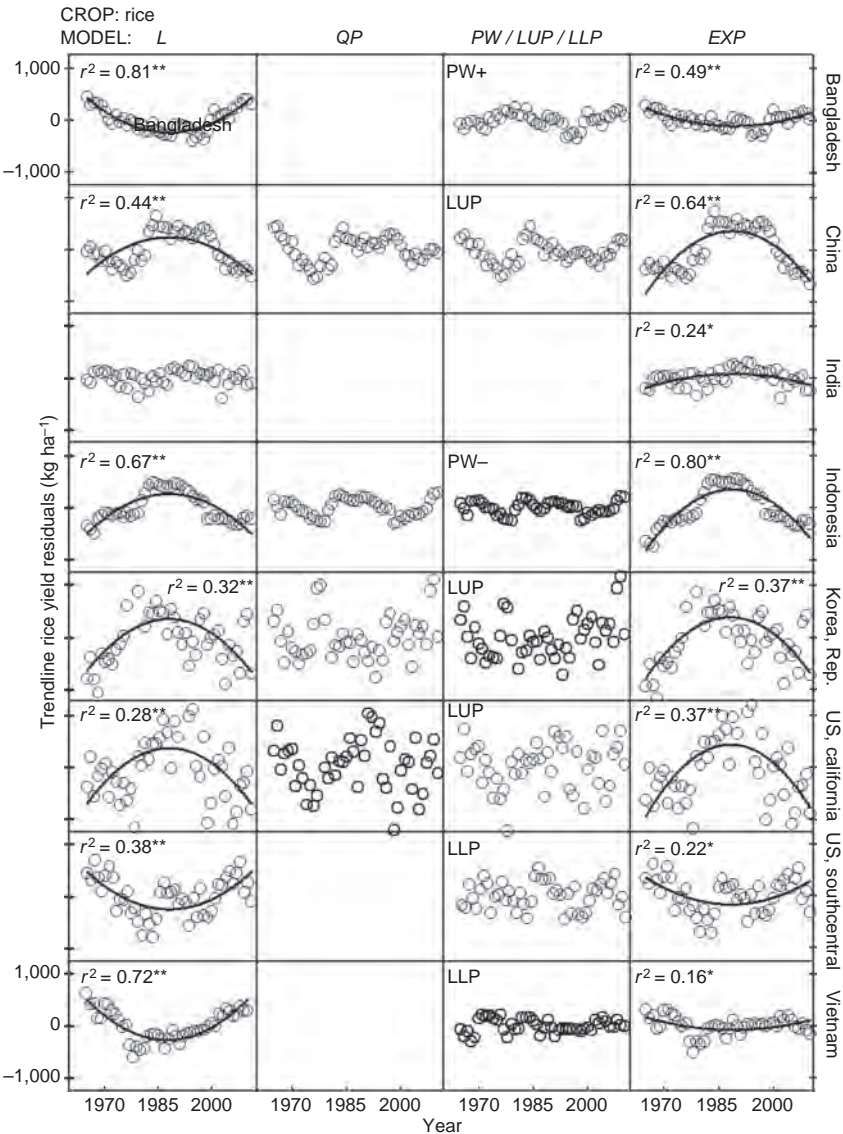 CROP: rice
MODEL: L QP PW / LUP / LLP EXP
1,000 r² = 0.81** PW+ r² = 0.49** Bangladesh
0 Bangladesh
–1,000
r² = 0.44** LUP r² = 0.64** China
r² = 0.24* India
r² = 0.67** PW– r² = 0.80** Indonesia
r² = 0.32** LUP r² = 0.37** Korea, Rep.
r² = 0.28** LUP r² = 0.37** US, california
r² = 0.38** LLP r² = 0.22* US, southcentral
1,000 r² = 0.72** LLP r² = 0.16* Vietnam
0
–1,000
Trendline rice yield residuals (kg ha–1)
1970 1985 2000 1970 1985 2000 1970 1985 2000 1970 1985 2000
Year